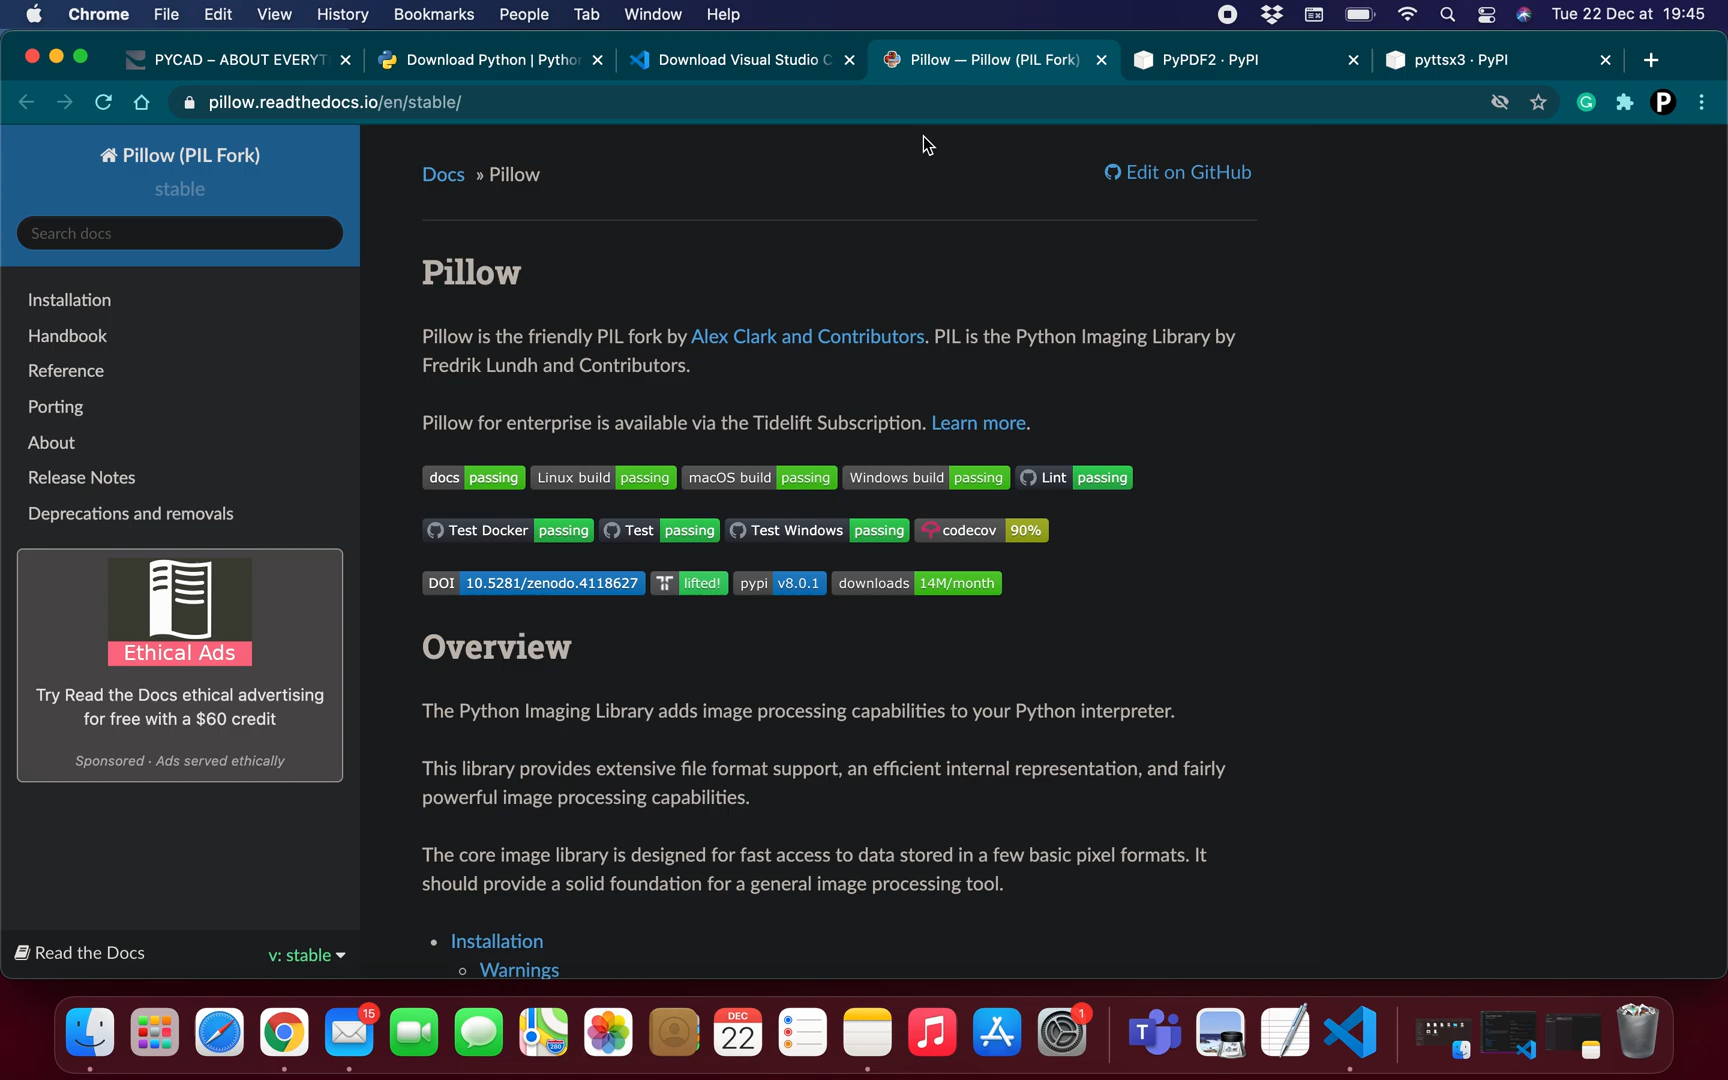 Chrome File Edit View History Bookmarks People Tab Window Help Tue 22 Dec at 19:45
PYCAD – ABOUT EVERYT Download Python | Pytho Download Visual Studio C Pillow — Pillow (PIL Fork) PyPDF2 · PyPI pyttsx3 · PyPI
pillow.readthedocs.io/en/stable/
P
Pillow (PIL Fork)
stable
Search docs
Installation
Handbook
Reference
Porting
About
Release Notes
Deprecations and removals
Ethical Ads
Try Read the Docs ethical advertising
for free with a $60 credit
Sponsored · Ads served ethically
Read the Docs v: stable
Docs » Pillow Edit on GitHub
Pillow
Pillow is the friendly PIL fork by Alex Clark and Contributors. PIL is the Python Imaging Library by
Fredrik Lundh and Contributors.
Pillow for enterprise is available via the Tidelift Subscription. Learn more.
docs passing Linux build passing macOS build passing Windows build passing Lint passing
Test Docker passing Test passing Test Windows passing codecov 90%
DOI 10.5281/zenodo.4118627 lifted! pypi v8.0.1 downloads 14M/month
Overview
The Python Imaging Library adds image processing capabilities to your Python interpreter.
This library provides extensive file format support, an efficient internal representation, and fairly
powerful image processing capabilities.
The core image library is designed for fast access to data stored in a few basic pixel formats. It
should provide a solid foundation for a general image processing tool.
• Installation
◦ Warnings
15 DEC 1
22 T